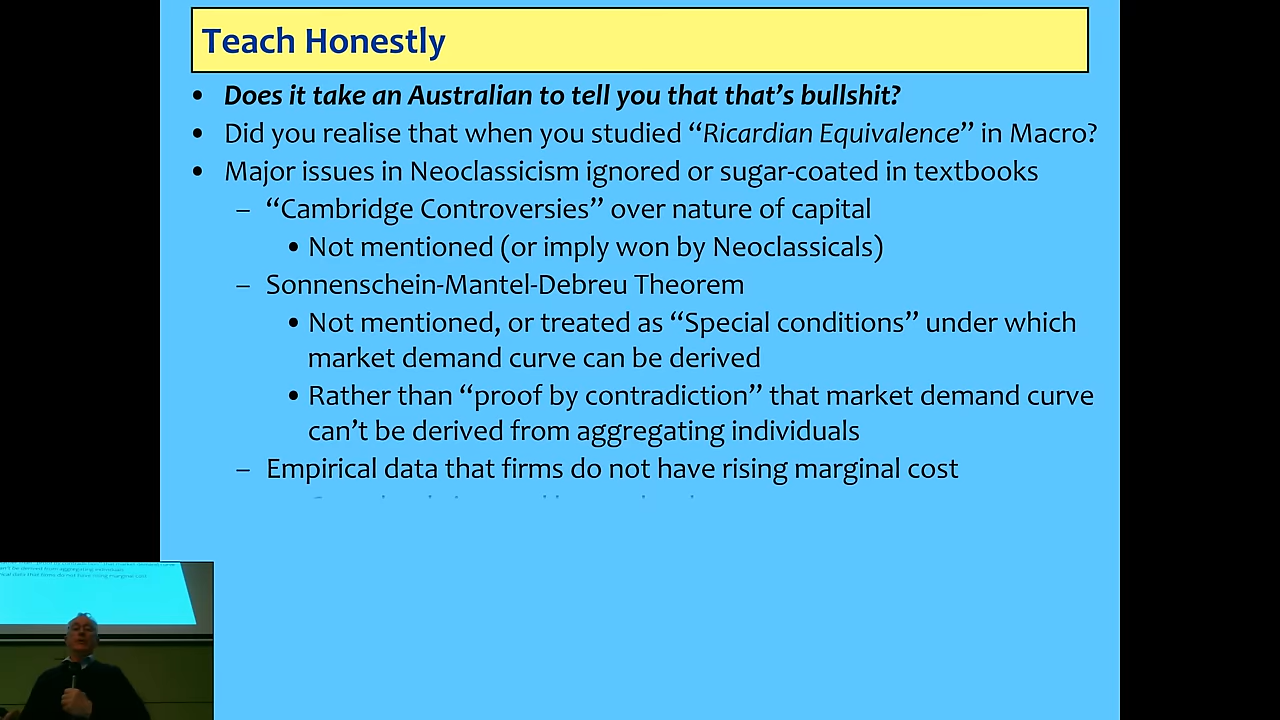 Teach Honestly
• Does it take an Australian to tell you that that’s bullshit?
• Did you realise that when you studied “Ricardian Equivalence” in Macro?
• Major issues in Neoclassicism ignored or sugar-coated in textbooks
– “Cambridge Controversies” over nature of capital
• Not mentioned (or imply won by Neoclassicals)
– Sonnenschein-Mantel-Debreu Theorem
• Not mentioned, or treated as “Special conditions” under which
market demand curve can be derived
• Rather than “proof by contradiction” that market demand curve
can’t be derived from aggregating individuals
– Empirical data that firms do not have rising marginal cost